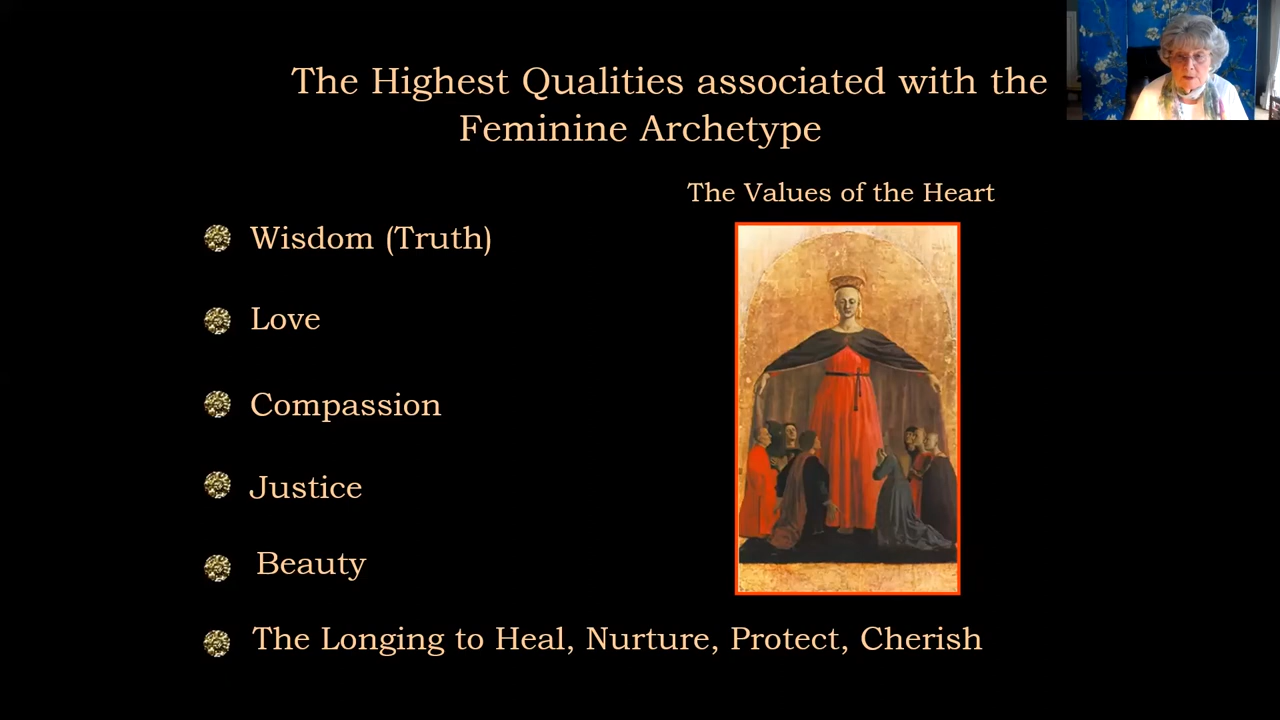 The Highest Qualities associated with the
Feminine Archetype
The Values of the Heart
Wisdom (Truth)
Love
Compassion
Justice
Beauty
The Longing to Heal, Nurture, Protect, Cherish